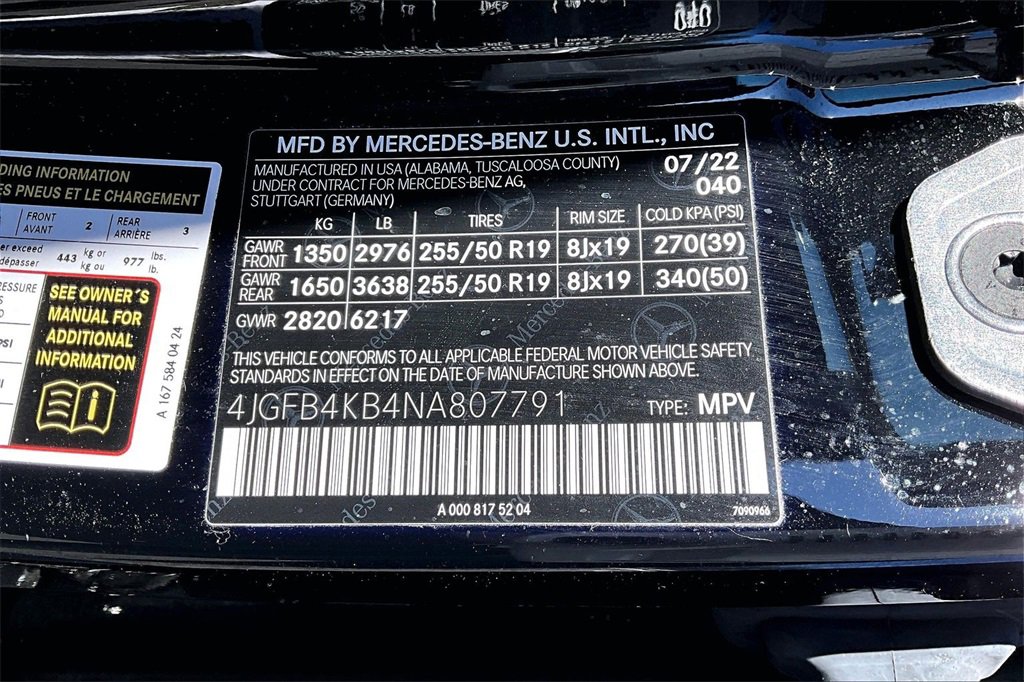 MFD BY MERCEDES-BENZ U.S. INTL., INC
MANUFACTURED IN USA (ALABAMA, TUSCALOOSA COUNTY) 07/22
UNDER CONTRACT FOR MERCEDES-BENZ AG, 040
STUTTGART (GERMANY)
KG LB TIRES RIM SIZE COLD KPA (PSI)
GAWR FRONT 1350 2976 255/50 R19 8Jx19 270(39)
GAWR REAR 1650 3638 255/50 R19 8Jx19 340(50)
GVWR 2820 6217
THIS VEHICLE CONFORMS TO ALL APPLICABLE FEDERAL MOTOR VEHICLE SAFETY
STANDARDS IN EFFECT ON THE DATE OF MANUFACTURE SHOWN ABOVE.
4JGFB4KB4NA807791 TYPE: MPV
A 000 817 52 04 7090966
INFORMATION
PNEUS ET LE CHARGEMENT
FRONT AVANT 2 REAR ARRIÈRE 3
exceed
dépasser 443 kg or kg ou 977 lbs. lb.
SEE OWNER´S
MANUAL FOR
ADDITIONAL
INFORMATION
A 167 584 04 24